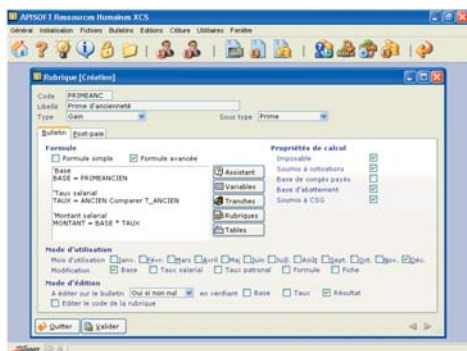 APISOFT Ressources Humaines XCS
Général Initialisation Fichiers Bulletins Editions Clôture Utilitaires Fenêtre
Rubrique [Création]
Code PRIMEANC
Libellé Prime d'ancienneté
Type Gain Sous type Prime
Bulletin Post-paie
Formule Propriétés de calcul
Formule simple Formule avancée Imposable
'Base Assistant Soumis à cotisations
BASE = PRIMEANCIEN Variables Base de congés payés
'Taux salarial Tranches Base d'abattement
TAUX = ANCIEN Comparer T_ANCIEN Rubriques Soumis à CSG
'Montant salarial Tables
MONTANT = BASE * TAUX
Mode d'utilisation
Mois d'utilisation Janv. Févr. Mars Avril Mai Juin Juill. Août Sept. Oct. Nov. Déc.
Modification Base Taux salarial Taux patronal Formule Fiche
Mode d'édition
A éditer sur le bulletin Oui si non nul en vérifiant Base Taux Résultat
Editer le code de la rubrique
Quitter Valider